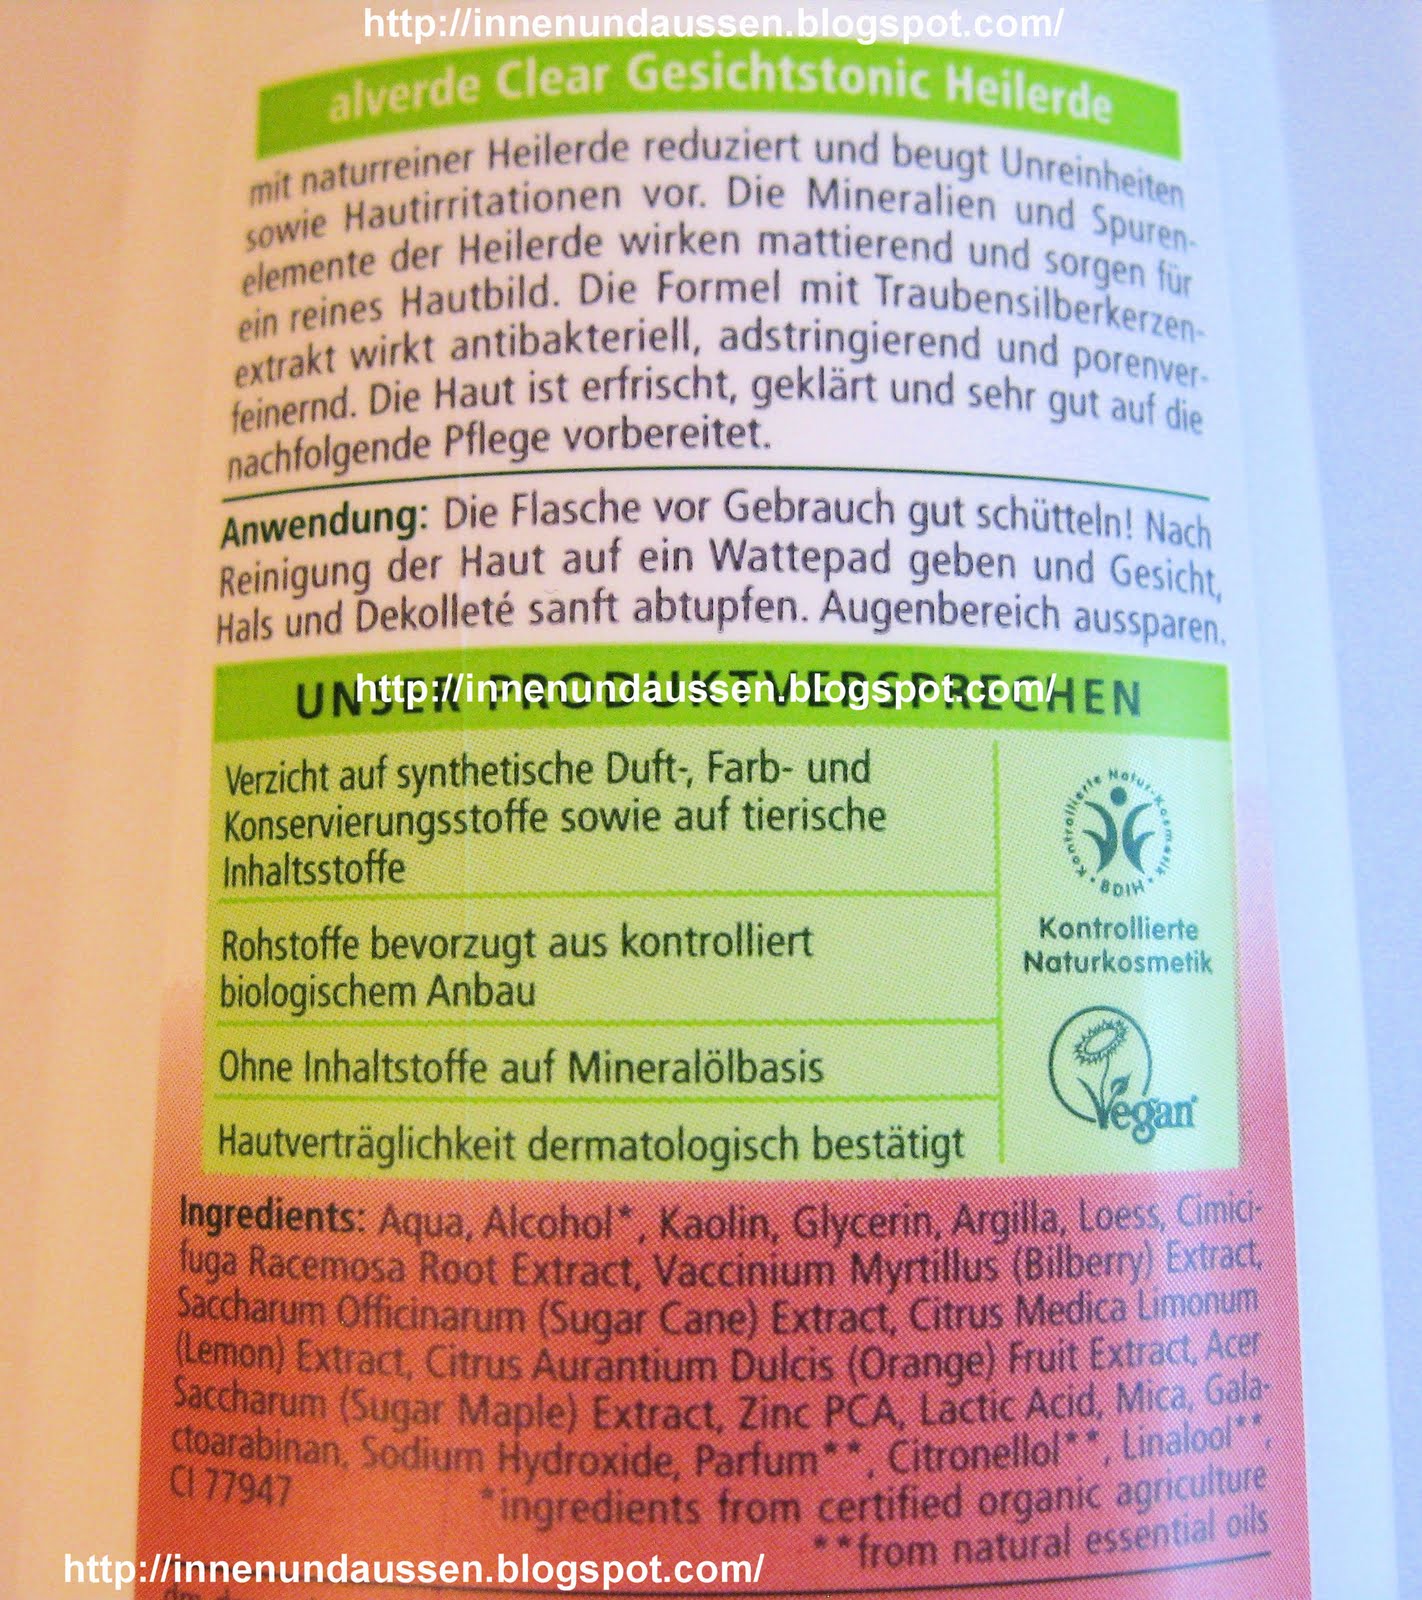 http://innenundaussen.blogspot.com/
alverde Clear Gesichtstonic Heilerde
mit naturreiner Heilerde reduziert und beugt Unreinheiten
sowie Hautirritationen vor. Die Mineralien und Spuren-
elemente der Heilerde wirken mattierend und sorgen für
ein reines Hautbild. Die Formel mit Traubensilberkerzen-
extrakt wirkt antibakteriell, adstringierend und porenver-
feinernd. Die Haut ist erfrischt, geklärt und sehr gut auf die
nachfolgende Pflege vorbereitet.
Anwendung: Die Flasche vor Gebrauch gut schütteln! Nach
Reinigung der Haut auf ein Wattepad geben und Gesicht,
Hals und Dekolleté sanft abtupfen. Augenbereich aussparen.
UNSER PRODUKTVERSPRECHEN
http://innenundaussen.blogspot.com/
Verzicht auf synthetische Duft-, Farb- und
Konservierungsstoffe sowie auf tierische
Inhaltsstoffe
Rohstoffe bevorzugt aus kontrolliert
biologischem Anbau
Ohne Inhaltstoffe auf Mineralölbasis
Hautverträglichkeit dermatologisch bestätigt
Kontrollierte Natur-Kosmetik
· BDIH ·
Kontrollierte
Naturkosmetik
Vegan
Ingredients: Aqua, Alcohol*, Kaolin, Glycerin, Argilla, Loess, Cimici-
fuga Racemosa Root Extract, Vaccinium Myrtillus (Bilberry) Extract,
Saccharum Officinarum (Sugar Cane) Extract, Citrus Medica Limonum
(Lemon) Extract, Citrus Aurantium Dulcis (Orange) Fruit Extract, Acer
Saccharum (Sugar Maple) Extract, Zinc PCA, Lactic Acid, Mica, Gala-
ctoarabinan, Sodium Hydroxide, Parfum**, Citronellol**, Linalool**,
CI 77947
*ingredients from certified organic agriculture
**from natural essential oils
http://innenundaussen.blogspot.com/